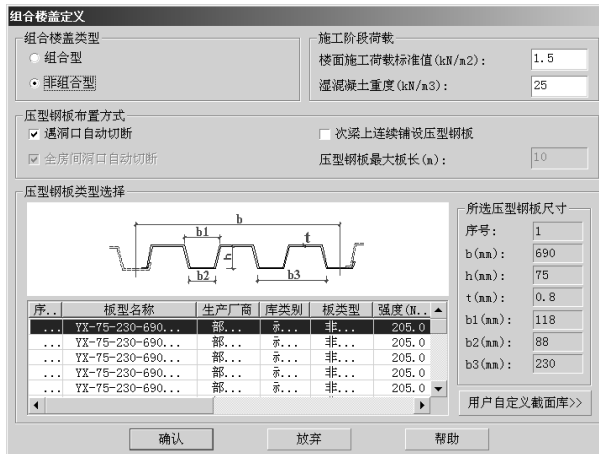 组合楼盖定义
组合楼盖类型
组合型
非组合型
施工阶段荷载
楼面施工荷载标准值(kN/m2): 1.5
湿混凝土重度(kN/m3): 25
压型钢板布置方式
遇洞口自动切断
全房间洞口自动切断
次梁上连续铺设压型钢板
压型钢板最大板长(m): 10
压型钢板类型选择
b
b1
t
h
b2
b3
序.. 板型名称 生产厂商 库类别 板类型 强度(N..
... YX-75-230-690... 部... 示... 非... 205.0
... YX-75-230-690... 部... 示... 非... 205.0
... YX-75-230-690... 部... 示... 非... 205.0
... YX-75-230-690... 部... 示... 非... 205.0
所选压型钢板尺寸
序号: 1
b(mm): 690
h(mm): 75
t(mm): 0.8
b1(mm): 118
b2(mm): 88
b3(mm): 230
用户自定义截面库>>
确认 放弃 帮助